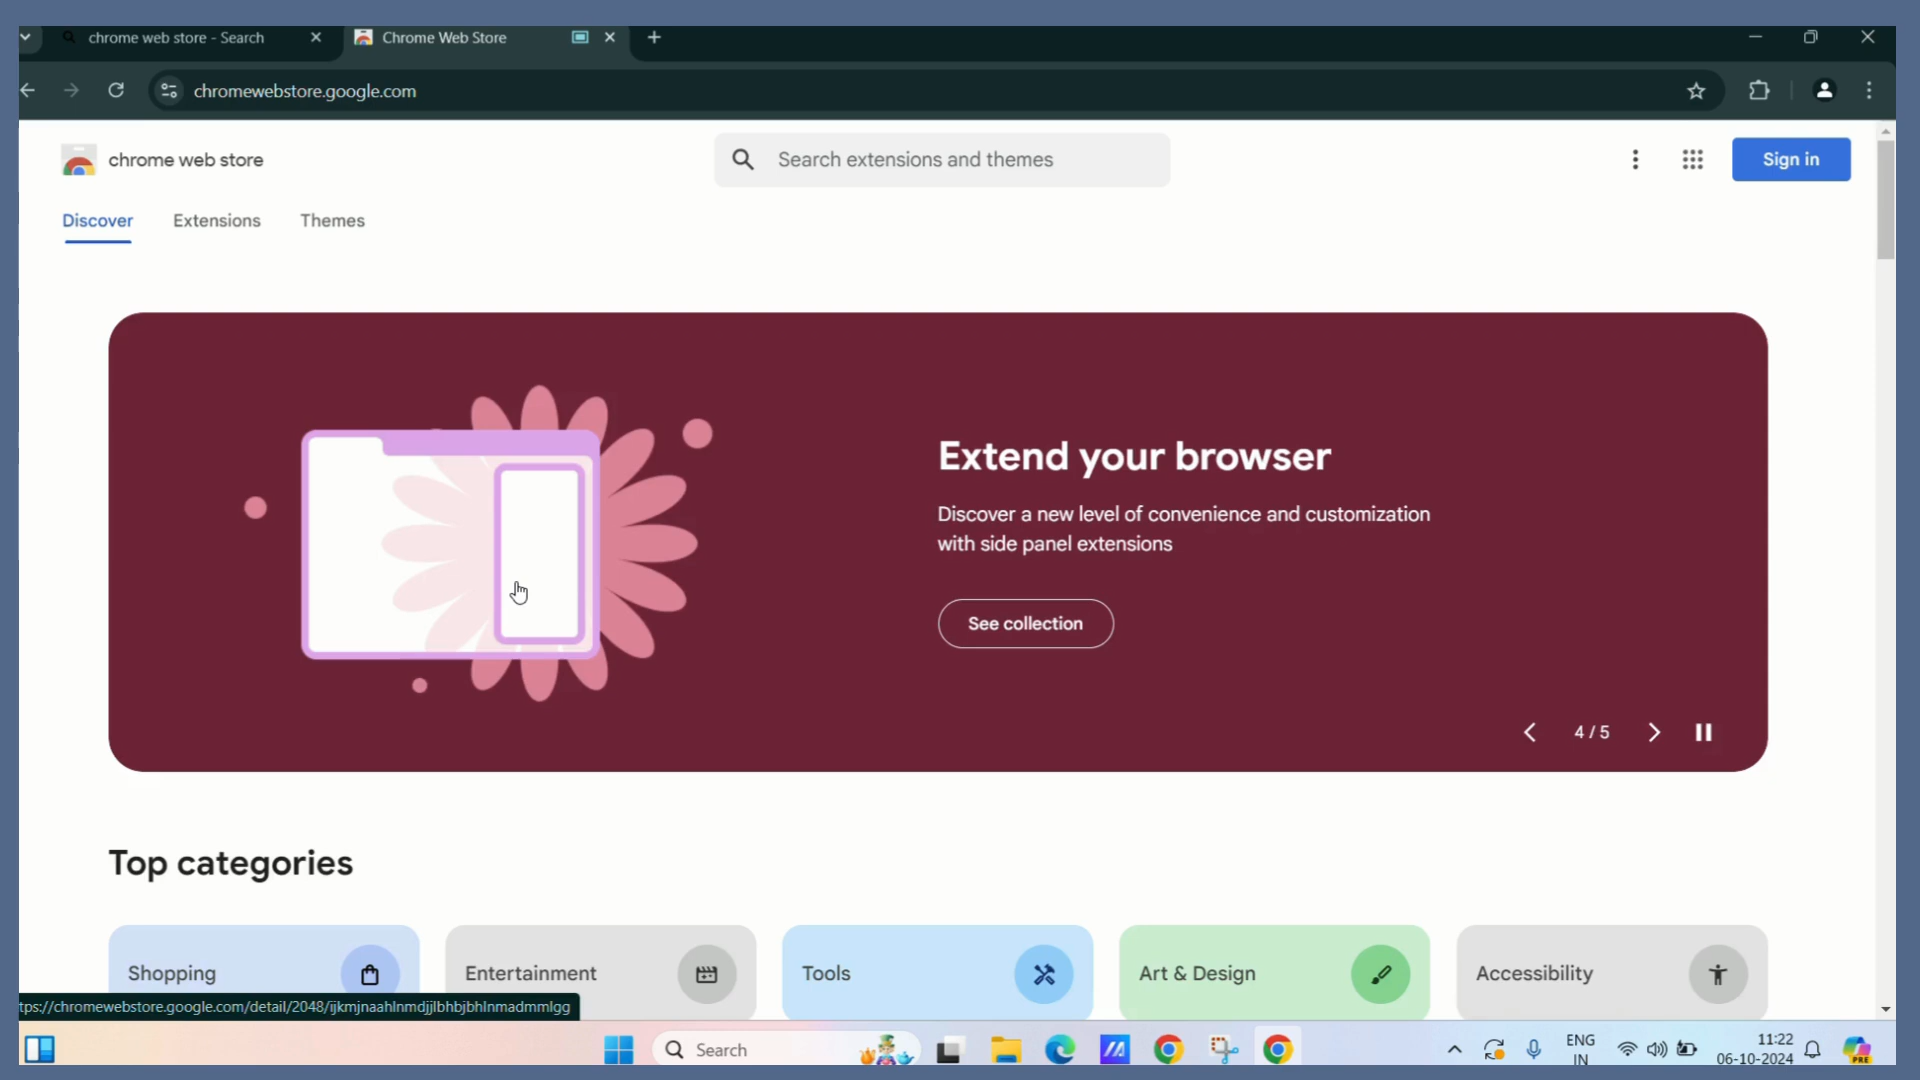 chrome web store - Search
Chrome Web Store
chromewebstore.google.com
chrome web store
Search extensions and themes
Sign in
Discover
Extensions
Themes
Extend your browser
Discover a new level of convenience and customization
with side panel extensions
See collection
4 / 5
Top categories
Shopping
Entertainment
Tools
Art & Design
Accessibility
tps://chromewebstore.google.com/detail/2048/ijkmjnaahlnmdjjlbhbjbhlnmadmmlgg
Search
ENG
IN
11:22
06-10-2024
PRE